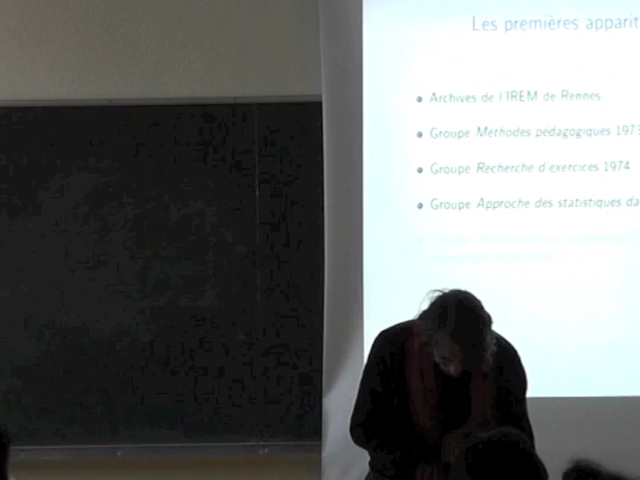 Les premières apparit
Archives de l'IREM de Rennes
Groupe Méthodes pédagogiques 1973
Groupe Recherche d'exercices 1974
Groupe Approche des statistiques da